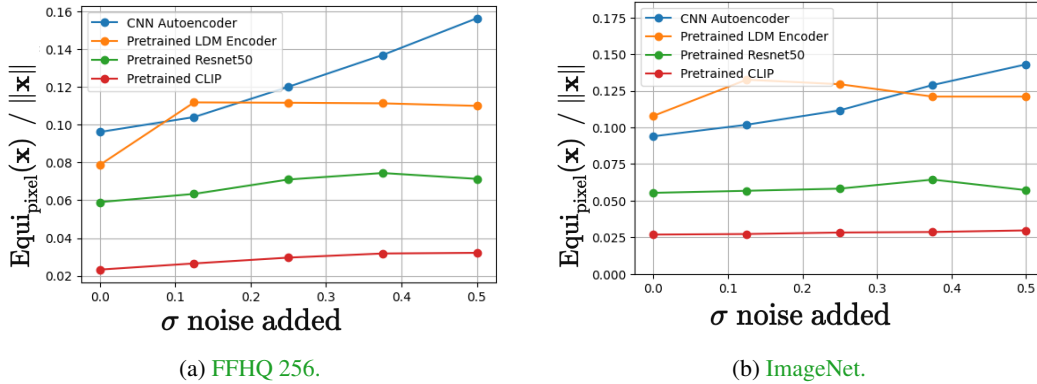 0.16
0.14
0.12
0.10
0.08
0.06
0.04
0.02
Equi_pixel(x) / ||x||
CNN Autoencoder
Pretrained LDM Encoder
Pretrained Resnet50
Pretrained CLIP
0.0 0.1 0.2 0.3 0.4 0.5
σ noise added
(a) FFHQ 256.
0.175
0.150
0.125
0.100
0.075
0.050
0.025
0.000
Equi_pixel(x) / ||x||
CNN Autoencoder
Pretrained LDM Encoder
Pretrained Resnet50
Pretrained CLIP
0.0 0.1 0.2 0.3 0.4 0.5
σ noise added
(b) ImageNet.